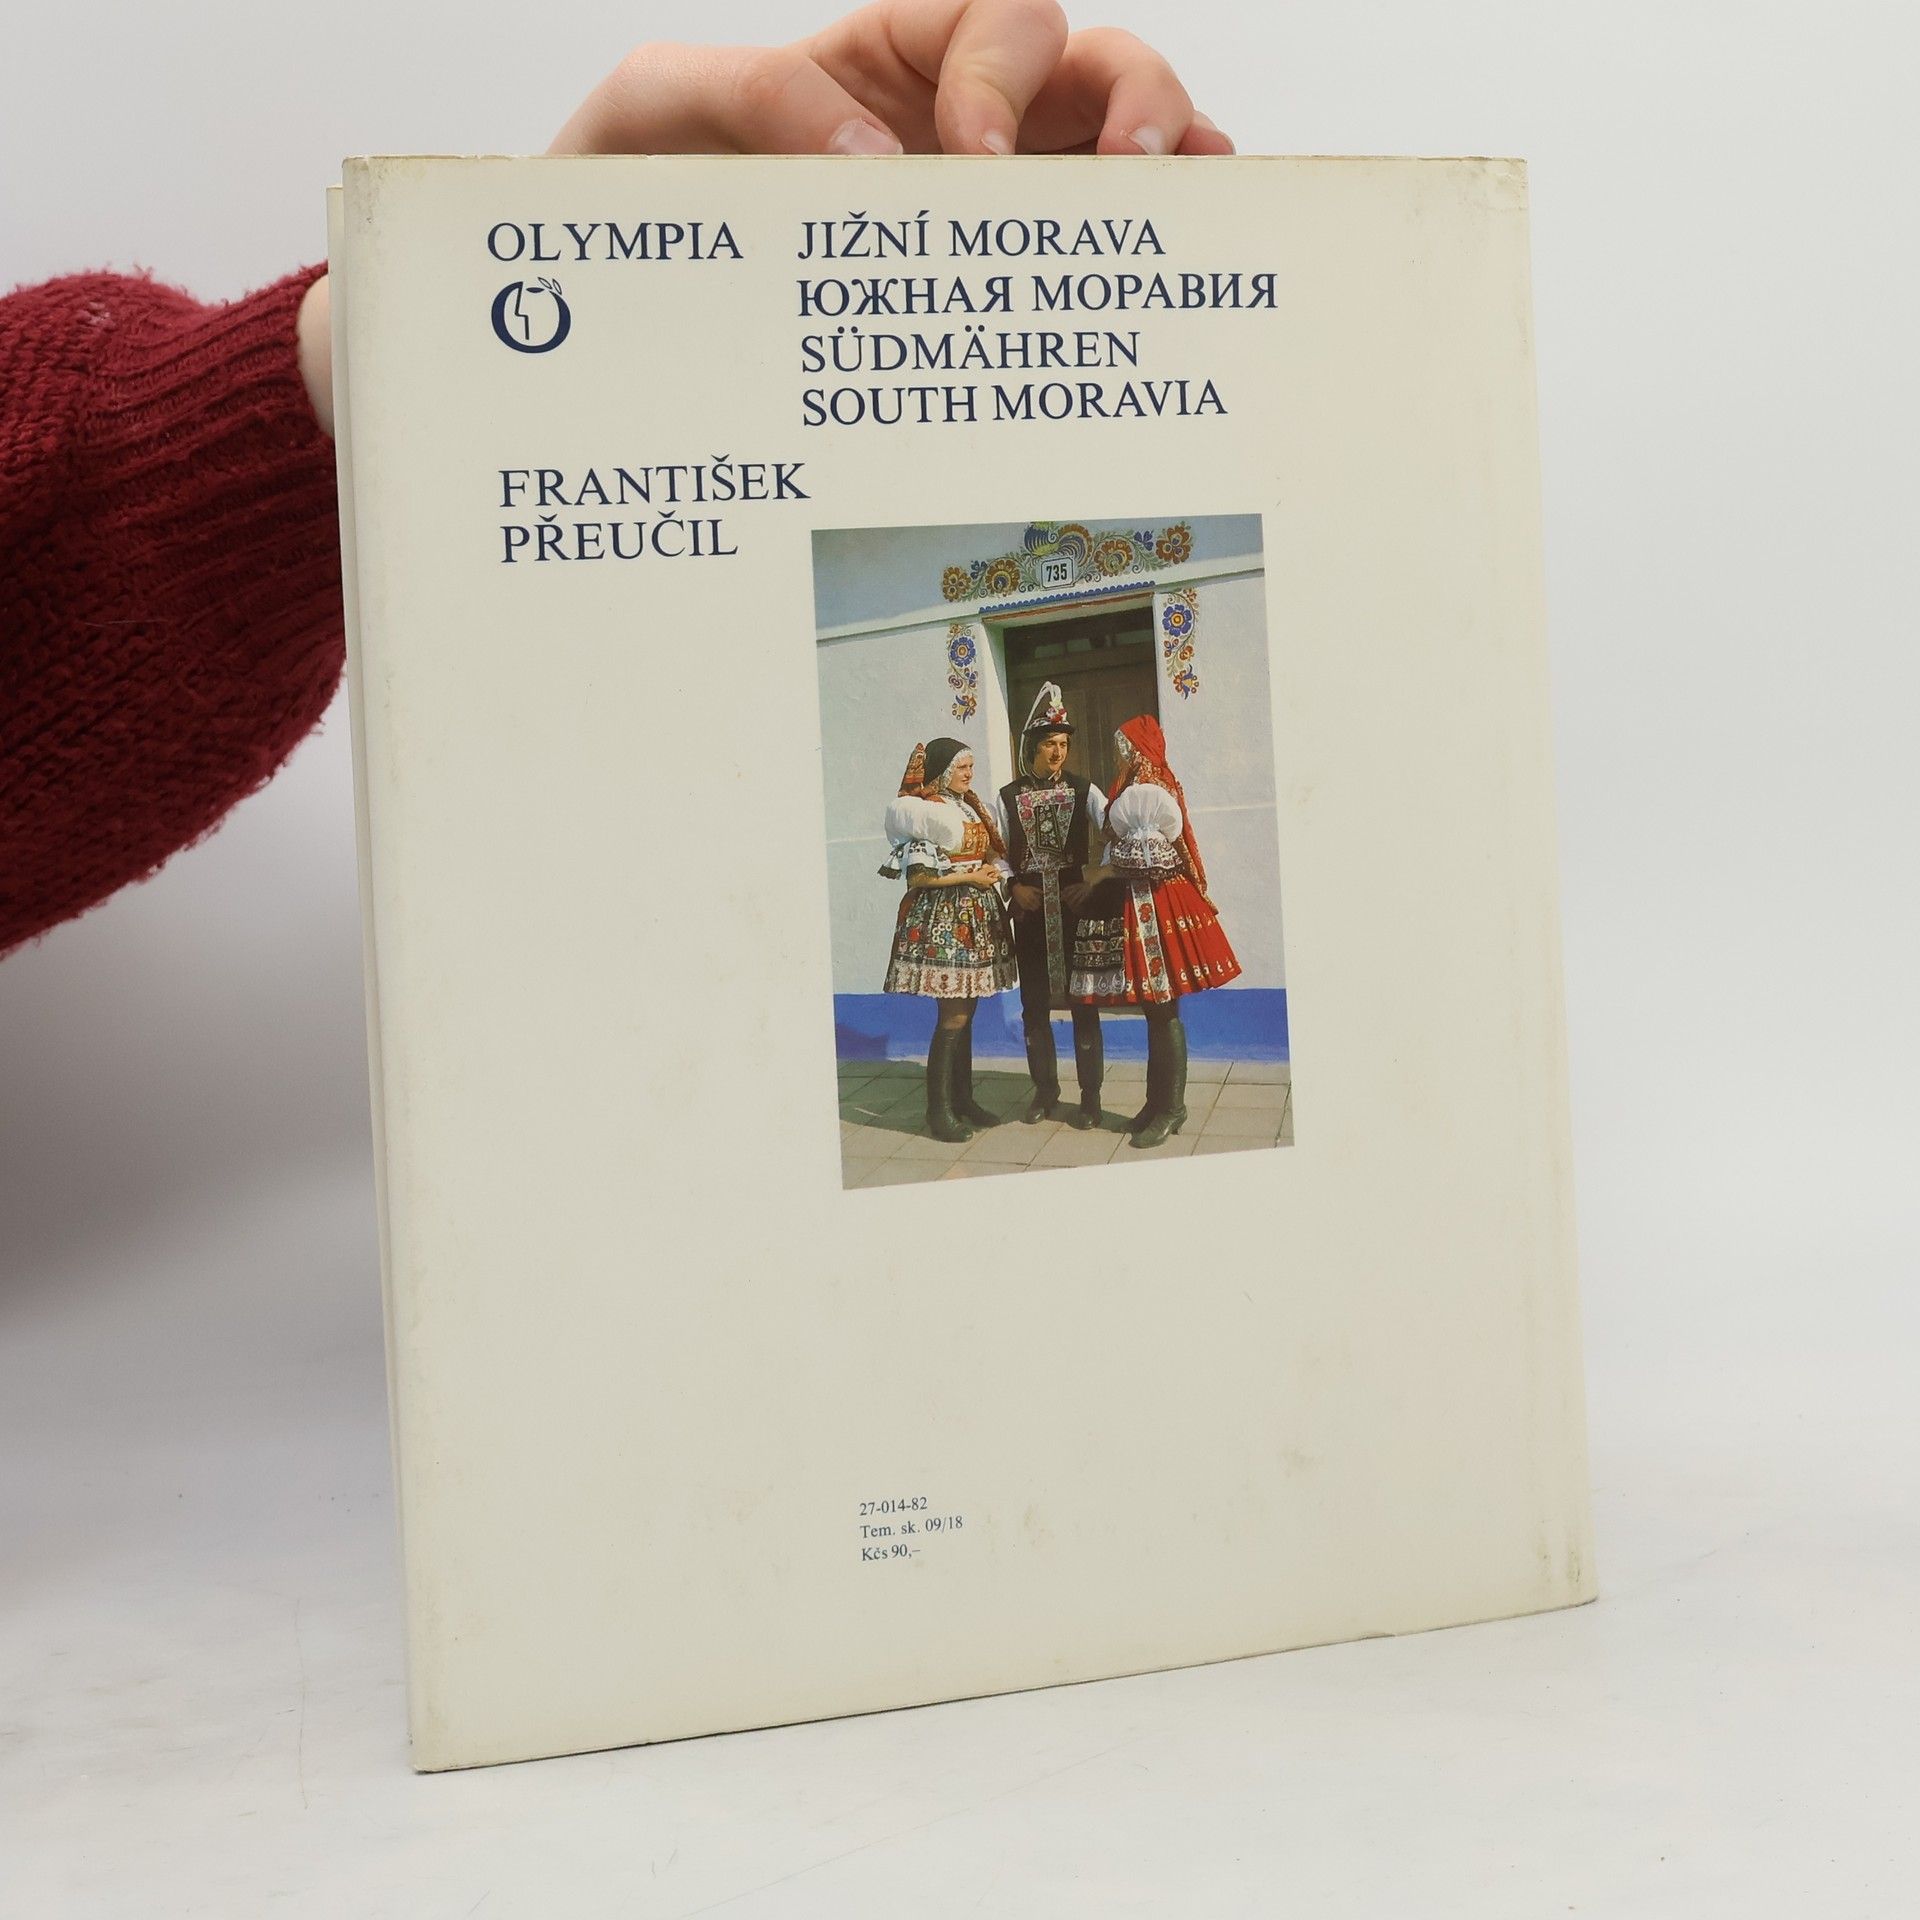 OLYMPIA
JIŽNÍ MORAVA
ЮЖНАЯ МОРАВИЯ
SÜDMÄHREN
SOUTH MORAVIA
FRANTIŠEK
PŘEUČIL
735
27-014-82
Tem. sk. 09/18
Kčs 90,–